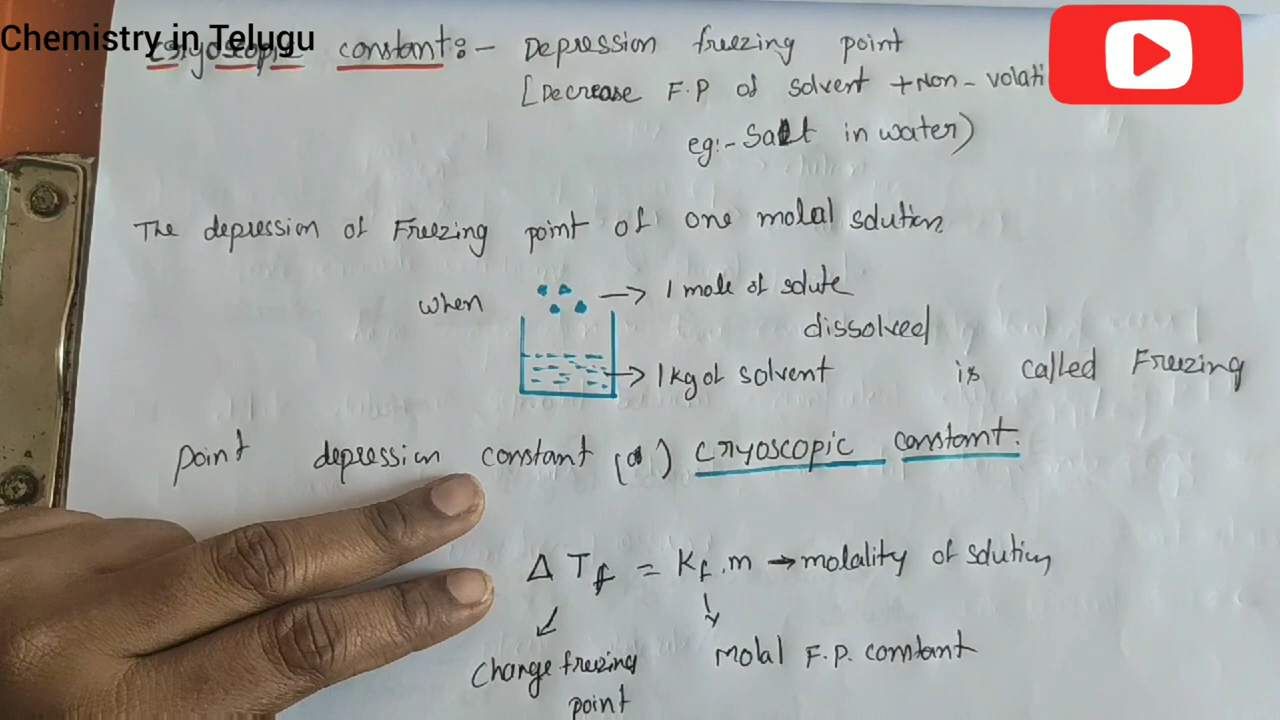 Chemistry in Telugu
Cryoscopic constant:- Depression freezing point
[Decrease F.P of solvent + Non-volati
eg:- Salt in water)
The depression of Freezing point of one molal solution
when → 1 mole of solute
dissolved
→ 1 kg of solvent is called Freezing
point depression constant (or) cryoscopic constant.
Δ Tf = Kf . m → molality of solution
Molal F.P. constant
Change freezing
point